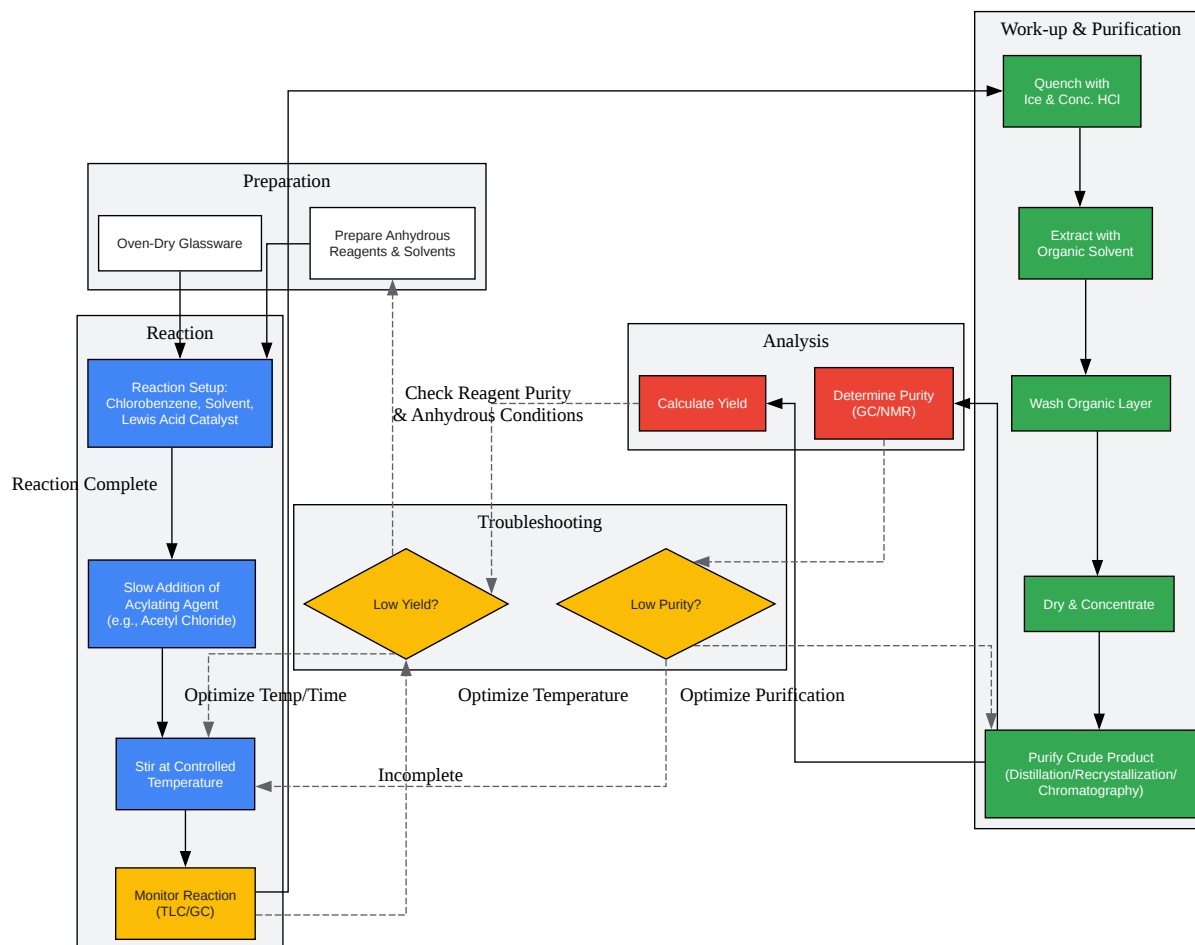 Work-up & Purification
Quench with
Ice & Conc. HCl
Preparation
Oven-Dry Glassware
Prepare Anhydrous
Reagents & Solvents
Extract with
Organic Solvent
Reaction
Reaction Setup:
Chlorobenzene, Solvent,
Lewis Acid Catalyst
Check Reagent Purity
& Anhydrous Conditions
Analysis
Calculate Yield
Determine Purity
(GC/NMR)
Wash Organic Layer
Reaction Complete
Troubleshooting
Slow Addition of
Acylating Agent
(e.g., Acetyl Chloride)
Low Yield?
Low Purity?
Dry & Concentrate
Optimize Temp/Time
Optimize Temperature
Optimize Purification
Stir at Controlled
Temperature
Incomplete
Purify Crude Product
(Distillation/Recrystallization/
Chromatography)
Monitor Reaction
(TLC/GC)